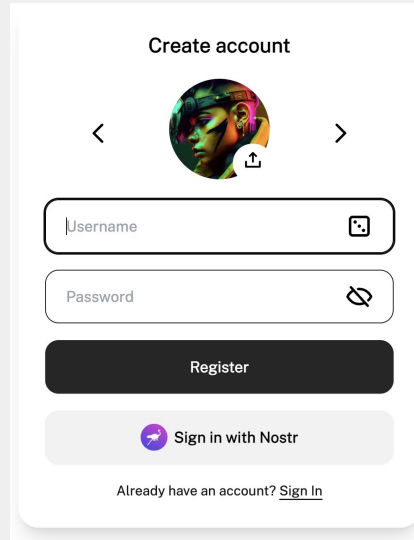 Create account
Username
Password
Register
Sign in with Nostr
Already have an account? Sign In